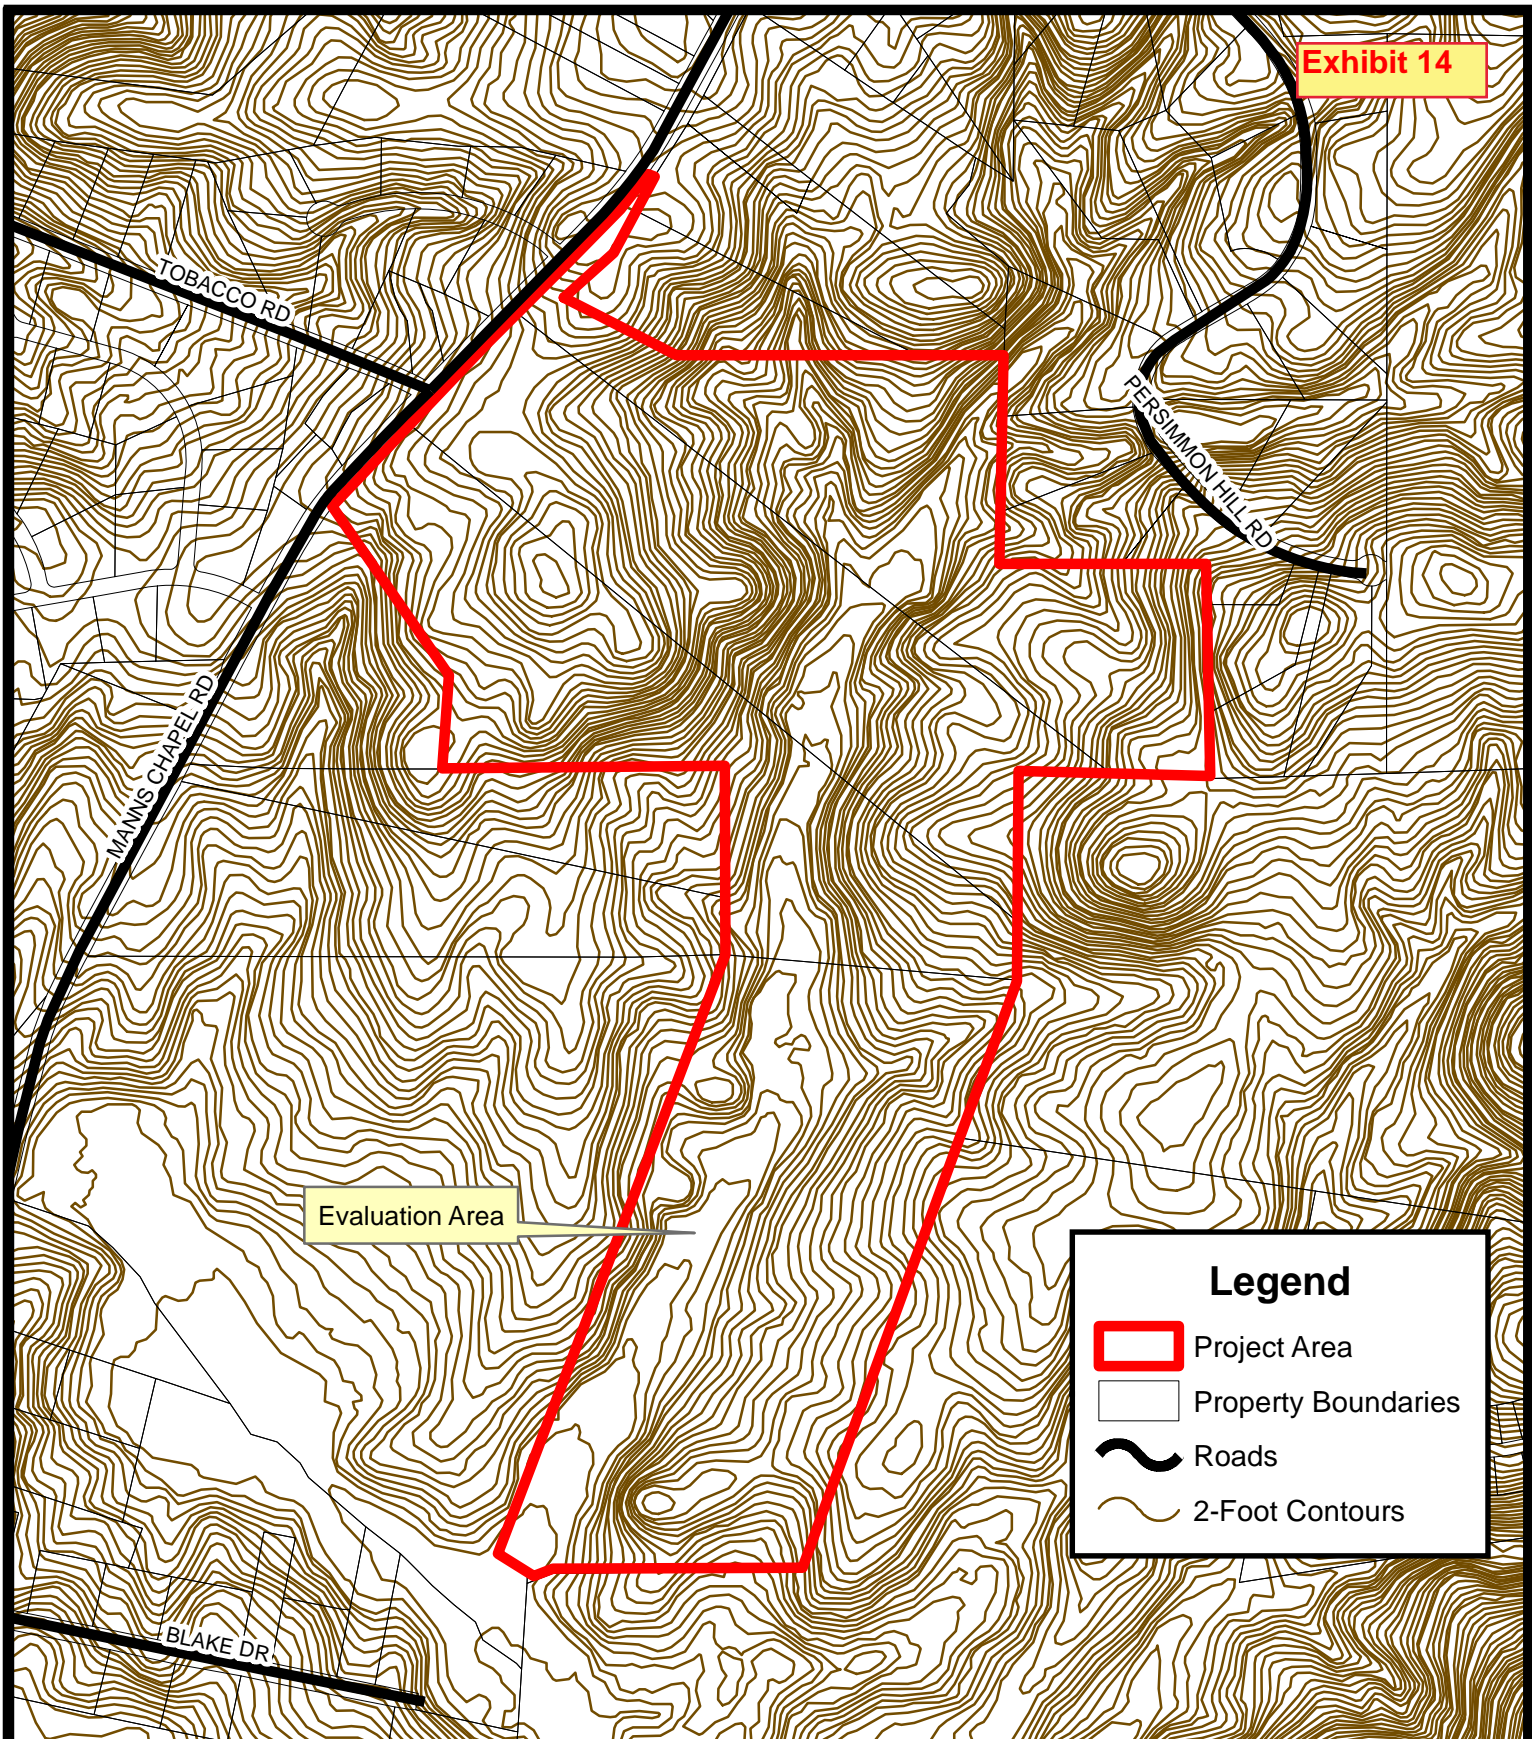 Exhibit 14
TOBACCO RD
PERSIMMON HILL RD
MANNS CHAPEL RD
Evaluation Area
Legend
Project Area
Property Boundaries
Roads
2-Foot Contours
BLAKE DR